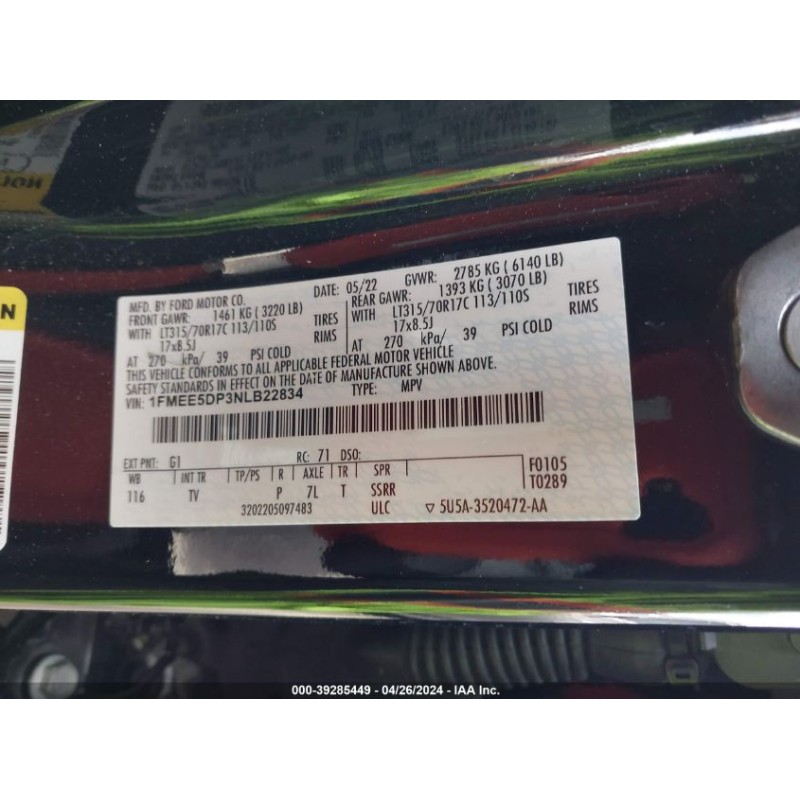 MFD. BY FORD MOTOR CO.
DATE: 05/22 GVWR: 2785 KG ( 6140 LB)
FRONT GAWR: 1461 KG ( 3220 LB) REAR GAWR: 1393 KG ( 3070 LB)
WITH LT315/70R17C 113/110S TIRES WITH LT315/70R17C 113/110S TIRES
17x8.5J RIMS 17x8.5J RIMS
AT 270 kPa/ 39 PSI COLD AT 270 kPa/ 39 PSI COLD
THIS VEHICLE CONFORMS TO ALL APPLICABLE FEDERAL MOTOR VEHICLE
SAFETY STANDARDS IN EFFECT ON THE DATE OF MANUFACTURE SHOWN ABOVE.
VIN: 1FMEE5DP3NLB22834 TYPE: MPV
EXT PNT: G1 RC: 71 DSO: F0105
WB INT TR TP/PS R AXLE TR SPR T0289
116 TV P 7L T SSRR
3202205097483 ULC ▽ 5U5A-3520472-AA
000-39285449 - 04/26/2024 - IAA Inc.